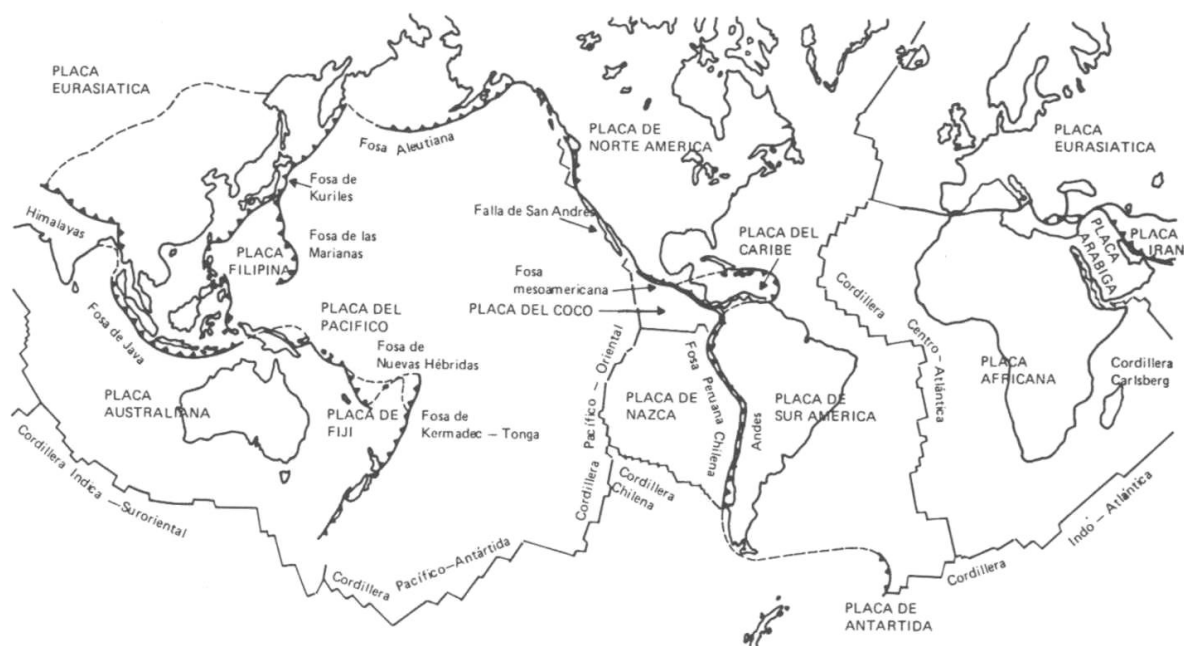 PLACA
EURASIATICA
Fosa Aleutiana
Fosa de
Kuriles
Himalayas
Fosa de las
Marianas
PLACA
FILIPINA
Fosa de Java
PLACA DEL
PACIFICO
Fosa de
Nuevas Hébridas
PLACA
AUSTRALIANA
PLACA DE
FIJI
Fosa de
Kermadec – Tonga
Cordillera Indica – Suroriental
Cordillera Pacífico–Antártida
PLACA DE
NORTE AMERICA
Falla de San Andrés
Fosa
mesoamericana
PLACA DEL COCO
PLACA DEL
CARIBE
Cordillera Pacífico – Oriental
PLACA DE
NAZCA
Fosa Peruana Chilena
Andes
PLACA DE
SUR AMERICA
Cordillera
Chilena
PLACA
EURASIATICA
PLACA
ARABIGA
PLACA
IRAN
Cordillera Centro – Atlántica
PLACA
AFRICANA
Cordillera
Carlsberg
Cordillera Indo – Atlántica
PLACA DE
ANTARTIDA